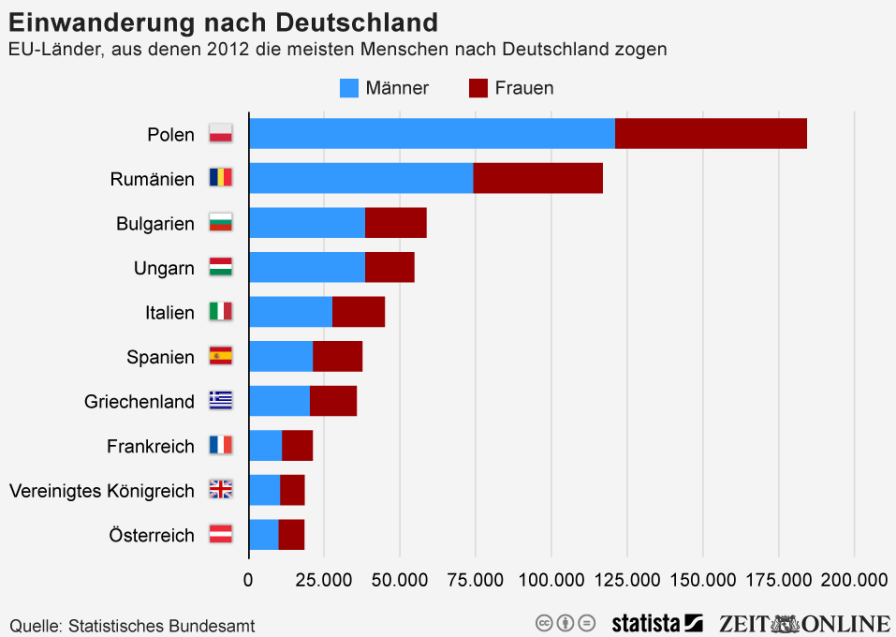 Einwanderung nach Deutschland
EU-Länder, aus denen 2012 die meisten Menschen nach Deutschland zogen
Männer Frauen
Polen
Rumänien
Bulgarien
Ungarn
Italien
Spanien
Griechenland
Frankreich
Vereinigtes Königreich
Österreich
0 25.000 50.000 75.000 100.000 125.000 150.000 175.000 200.000
Quelle: Statistisches Bundesamt cc statista ZEIT ONLINE